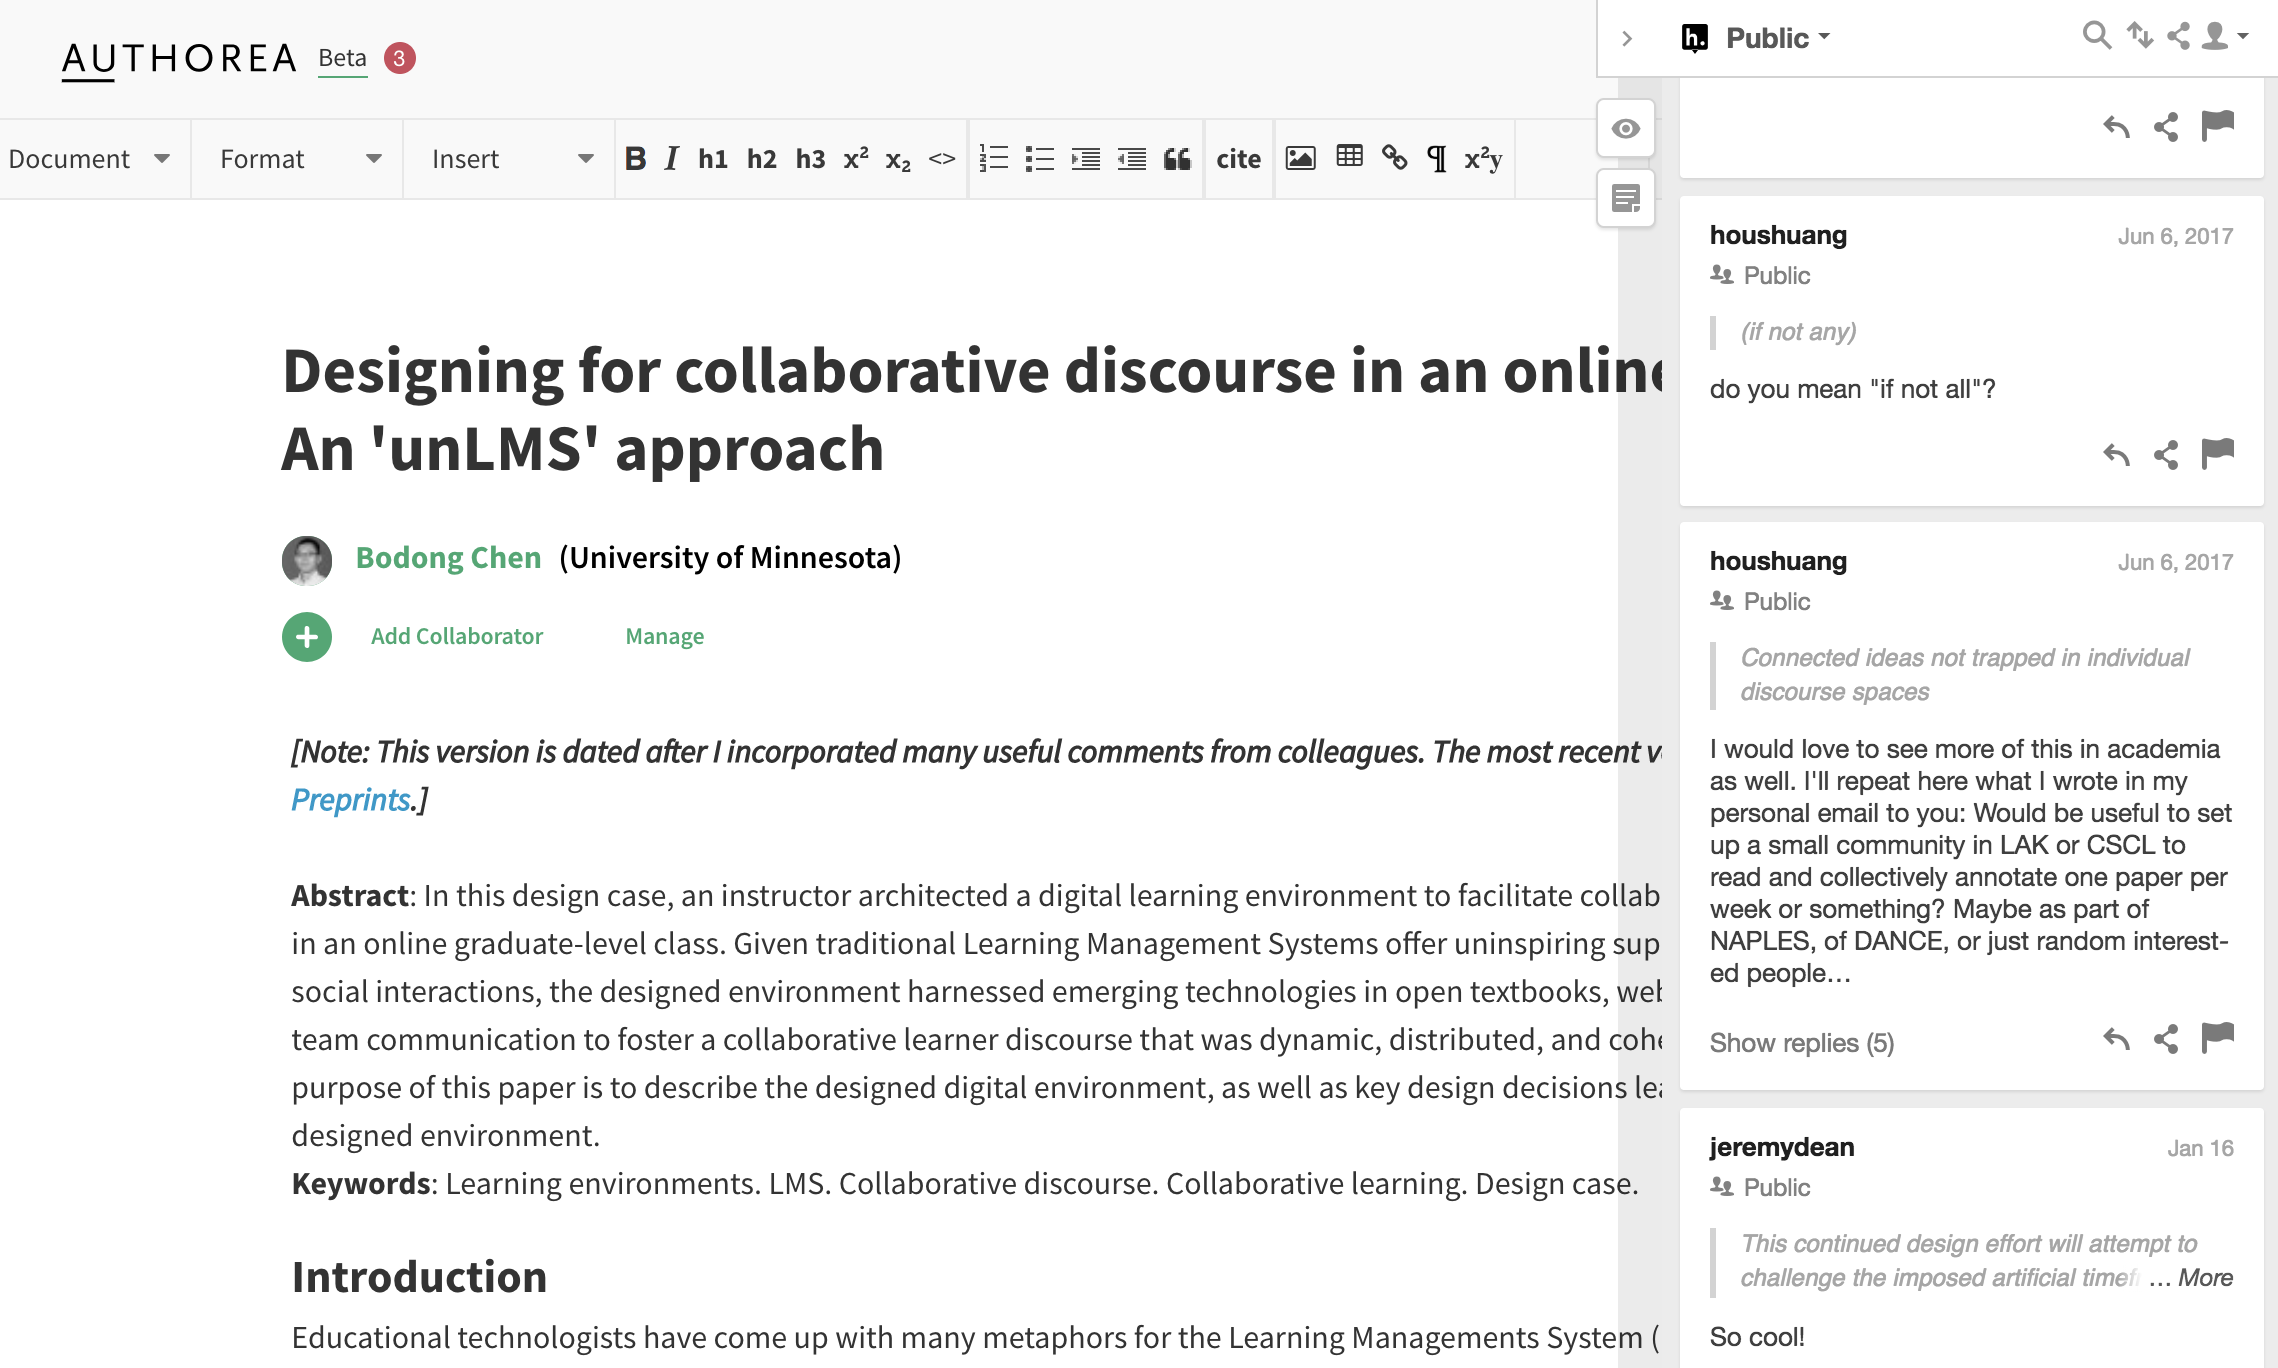 AUTHOREA Beta 3
Document Format Insert B I h1 h2 h3 x² x₂ <> cite x²y
Designing for collaborative discourse in an online
An 'unLMS' approach
Bodong Chen (University of Minnesota)
Add Collaborator Manage
[Note: This version is dated after I incorporated many useful comments from colleagues. The most recent
Preprints.]
Abstract: In this design case, an instructor architected a digital learning environment to facilitate collab
in an online graduate-level class. Given traditional Learning Management Systems offer uninspiring sup
social interactions, the designed environment harnessed emerging technologies in open textbooks, web
team communication to foster a collaborative learner discourse that was dynamic, distributed, and cohe
purpose of this paper is to describe the designed digital environment, as well as key design decisions lea
designed environment.
Keywords: Learning environments. LMS. Collaborative discourse. Collaborative learning. Design case.
Introduction
Educational technologists have come up with many metaphors for the Learning Managements System (
h. Public
houshuang Jun 6, 2017
Public
(if not any)
do you mean "if not all"?
houshuang Jun 6, 2017
Public
Connected ideas not trapped in individual
discourse spaces
I would love to see more of this in academia
as well. I'll repeat here what I wrote in my
personal email to you: Would be useful to set
up a small community in LAK or CSCL to
read and collectively annotate one paper per
week or something? Maybe as part of
NAPLES, of DANCE, or just random interest-
ed people…
Show replies (5)
jeremydean Jan 16
Public
This continued design effort will attempt to
challenge the imposed artificial timef ... More
So cool!